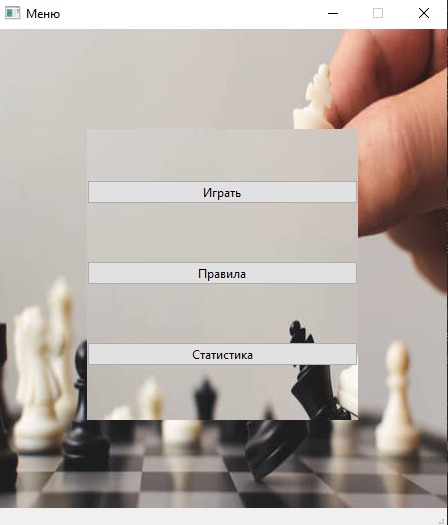 Меню
Играть
Правила
Статистика